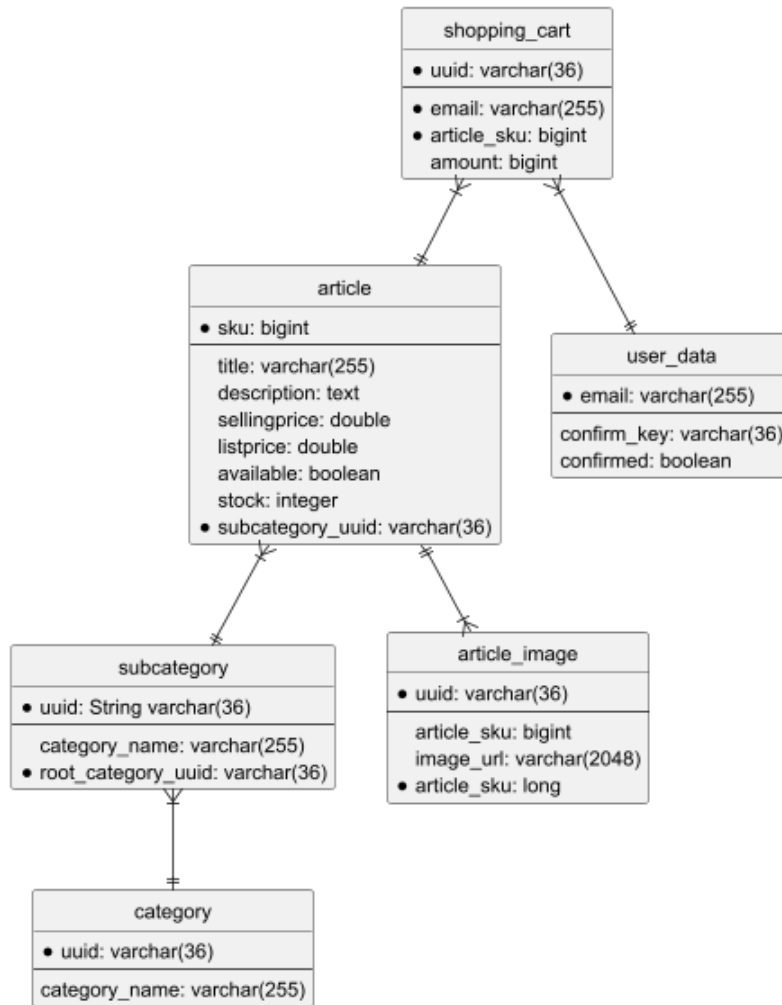 shopping_cart
● uuid: varchar(36)
● email: varchar(255)
● article_sku: bigint
amount: bigint
article
● sku: bigint
title: varchar(255)
description: text
sellingprice: double
listprice: double
available: boolean
stock: integer
● subcategory_uuid: varchar(36)
user_data
● email: varchar(255)
confirm_key: varchar(36)
confirmed: boolean
subcategory
● uuid: String varchar(36)
category_name: varchar(255)
● root_category_uuid: varchar(36)
article_image
● uuid: varchar(36)
article_sku: bigint
image_url: varchar(2048)
● article_sku: long
category
● uuid: varchar(36)
category_name: varchar(255)